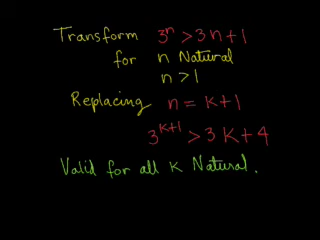 Transform 3ⁿ > 3n+1
for n Natural
n > 1
Replacing n = k+1
3ᵏ⁺¹ > 3k+4
Valid for all k Natural.